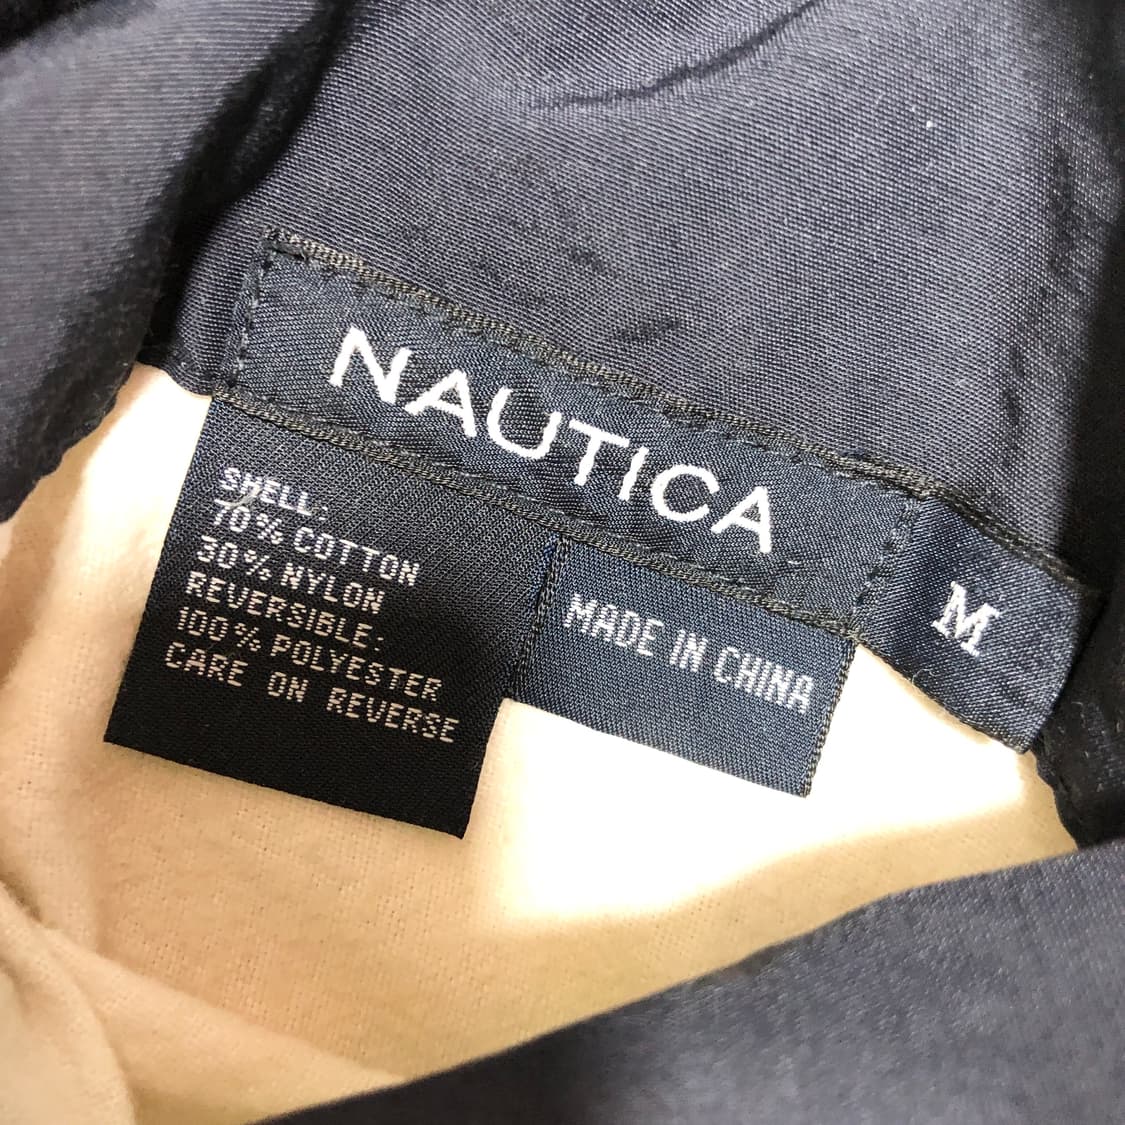 NAUTICA
M
SHELL:
70% COTTON
30% NYLON
REVERSIBLE:
100% POLYESTER
CARE ON REVERSE
MADE IN CHINA